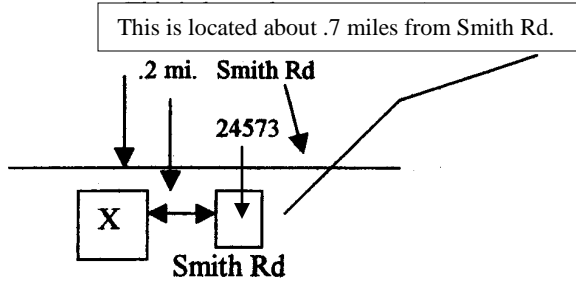 This is located about .7 miles from Smith Rd.
.2 mi. Smith Rd
24573
X
Smith Rd